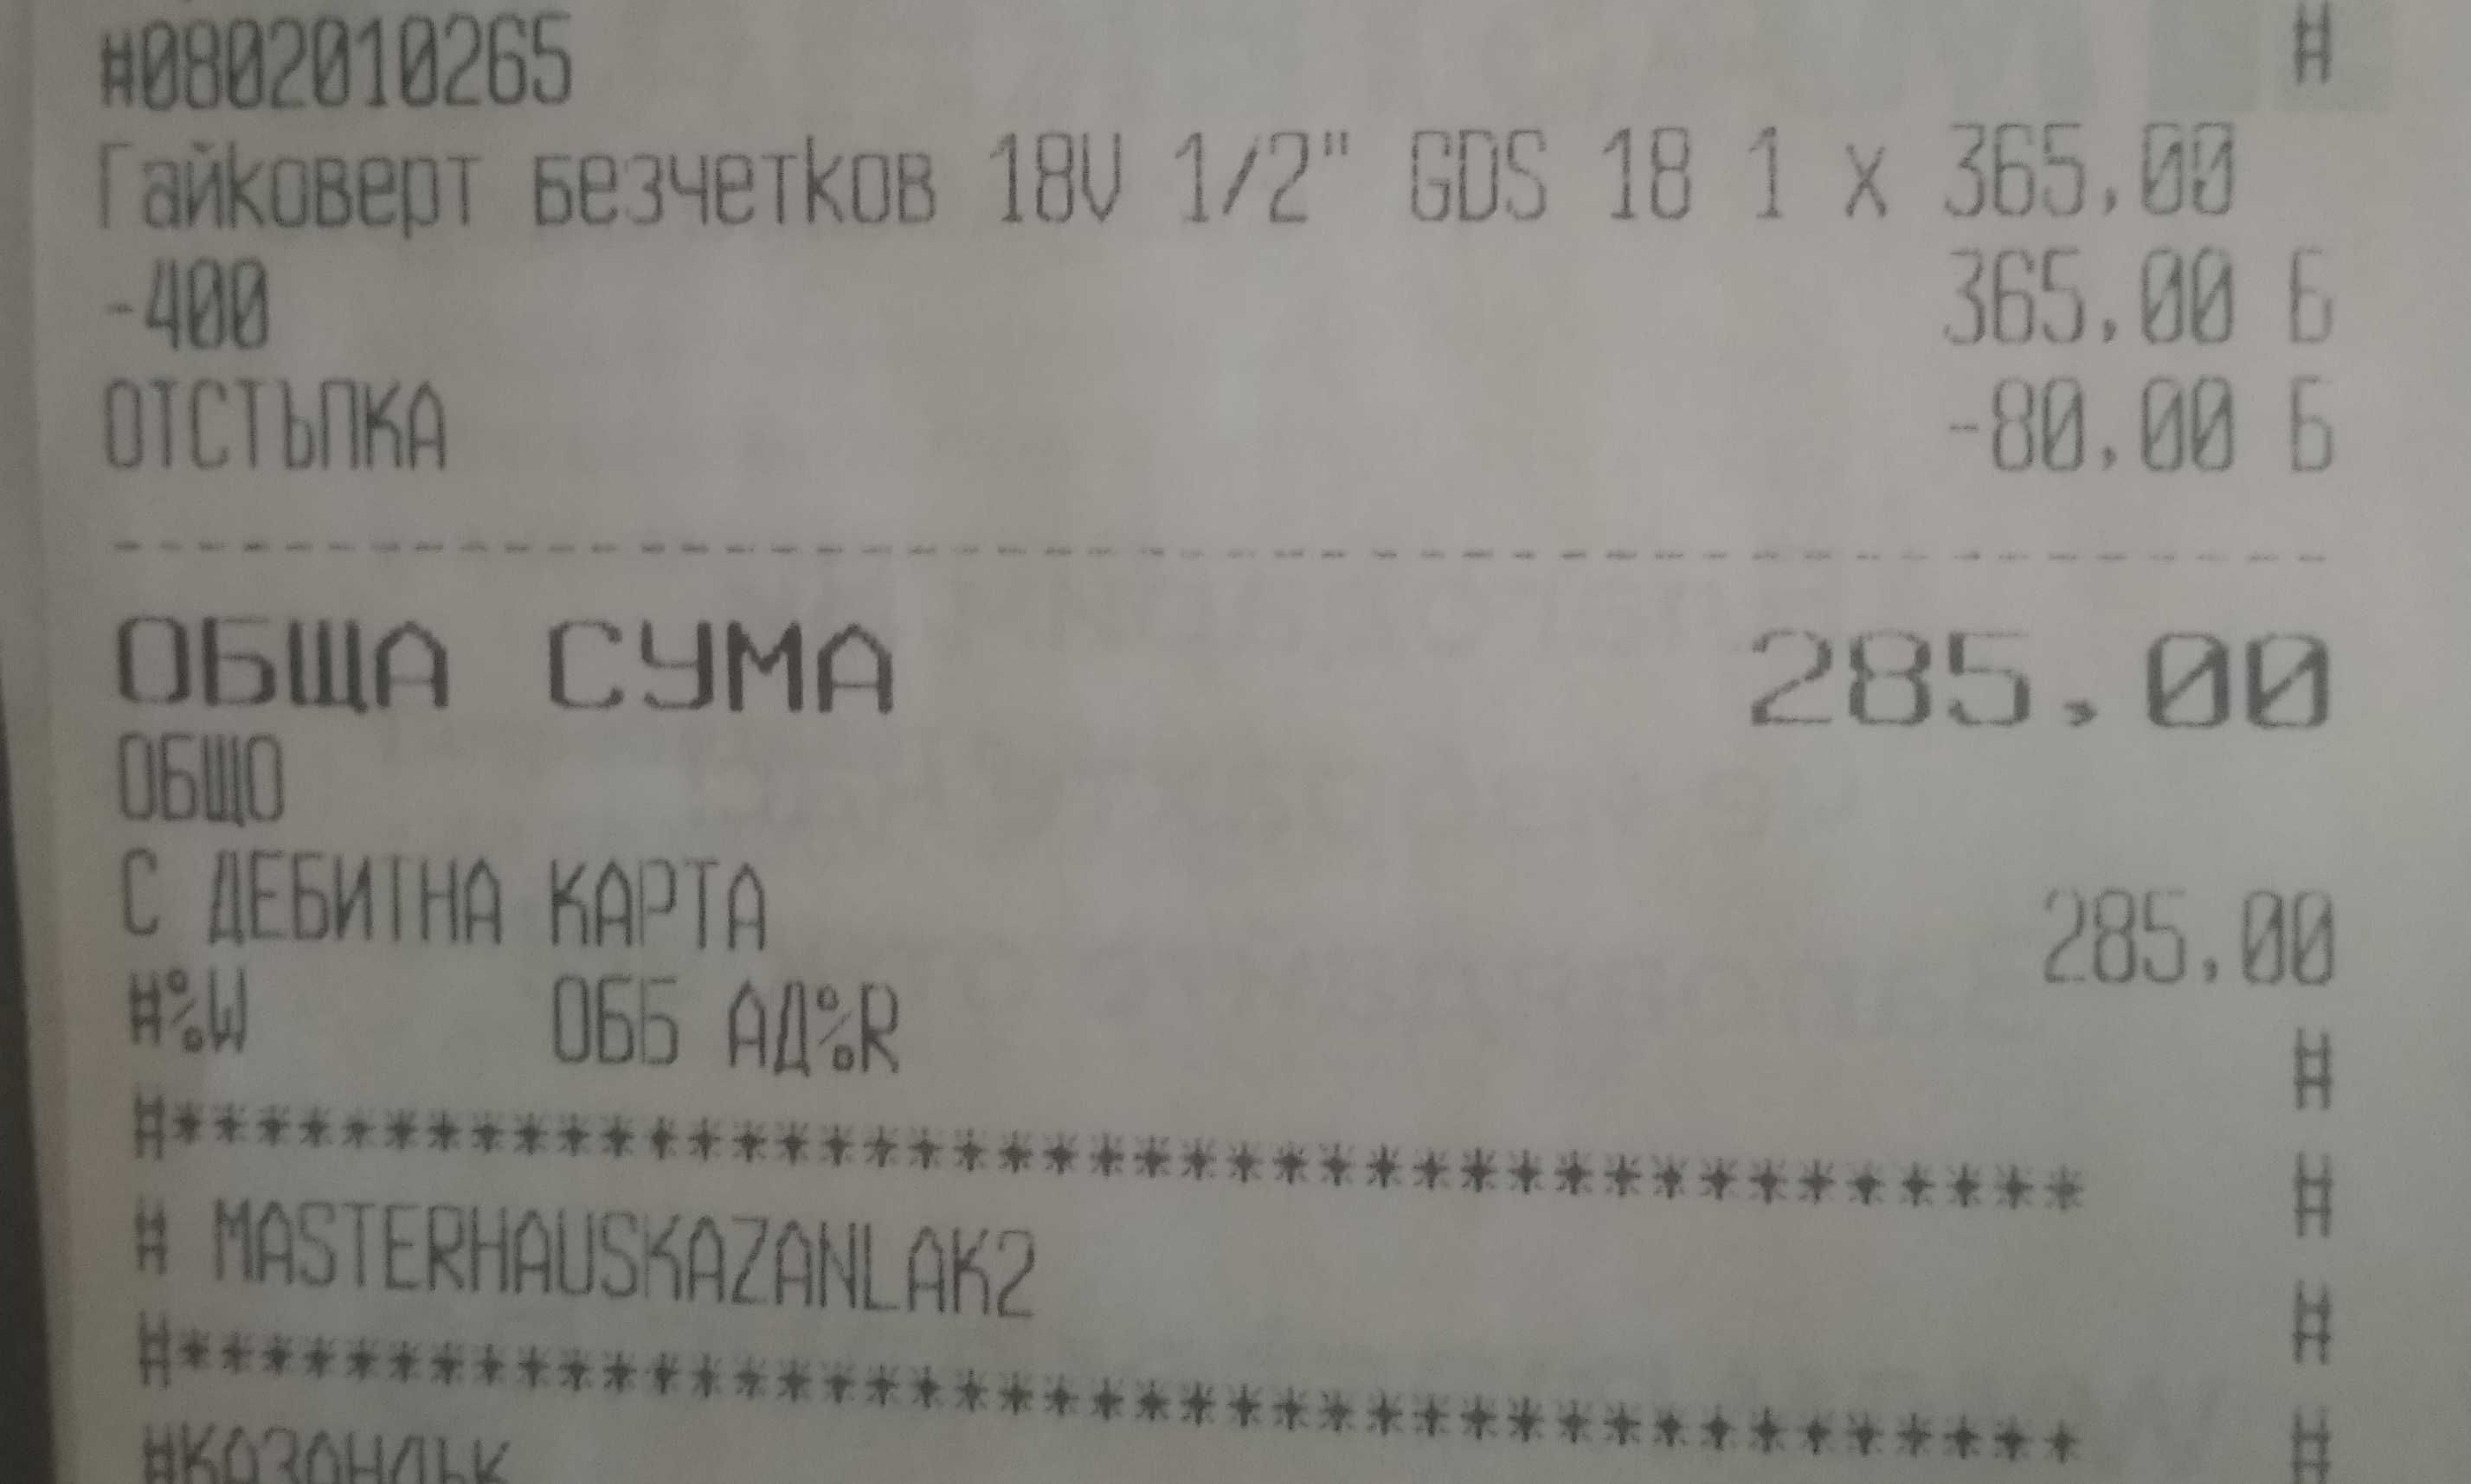 #0802010265 #
Гайковерт безчетков 18V 1/2" GDS 18 1 x 365,00
-400 365,00 Б
ОТСТЪПКА -80,00 Б
----------------------------------------------------
ОБЩА СУМА 285,00
ОБЩО
С ДЕБИТНА КАРТА 285,00
#%W ОББ АД%R #
#******************************************* #
# MASTERHAUSKAZANLAK2 #
#******************************************* #
#КАЗАНЛЪК